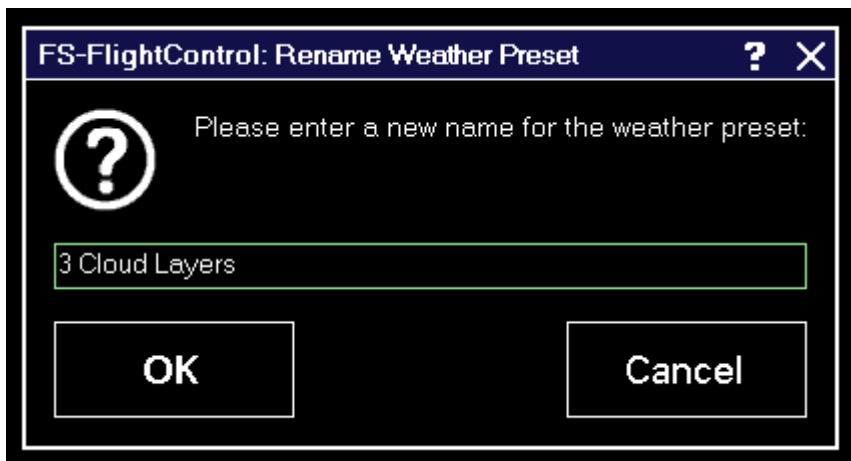 FS-FlightControl: Rename Weather Preset ? X
? Please enter a new name for the weather preset:
3 Cloud Layers
OK Cancel